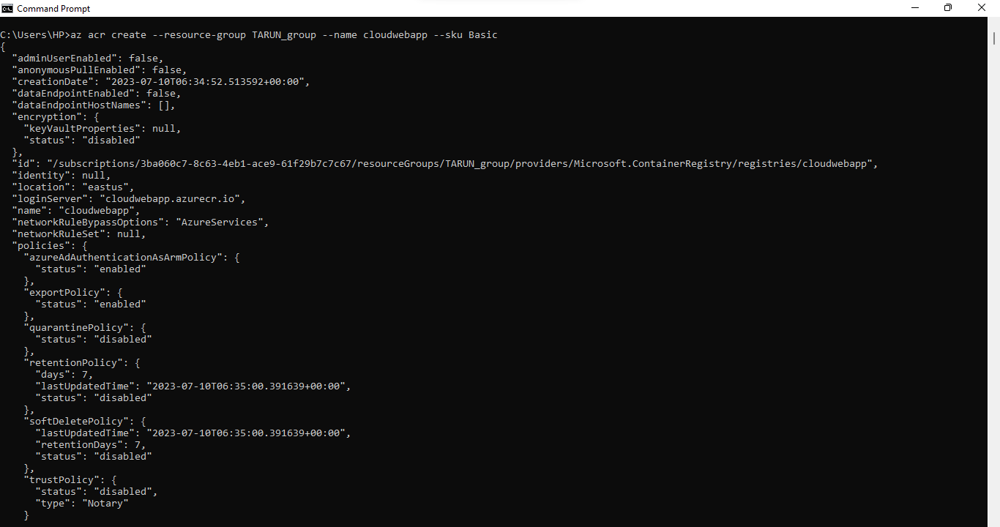 Command Prompt
C:\Users\HP>az acr create --resource-group TARUN_group --name cloudwebapp --sku Basic
{
  "adminUserEnabled": false,
  "anonymousPullEnabled": false,
  "creationDate": "2023-07-10T06:34:52.513592+00:00",
  "dataEndpointEnabled": false,
  "dataEndpointHostNames": [],
  "encryption": {
    "keyVaultProperties": null,
    "status": "disabled"
  },
  "id": "/subscriptions/3ba060c7-8c63-4eb1-ace9-61f29b7c7c67/resourceGroups/TARUN_group/providers/Microsoft.ContainerRegistry/registries/cloudwebapp",
  "identity": null,
  "location": "eastus",
  "loginServer": "cloudwebapp.azurecr.io",
  "name": "cloudwebapp",
  "networkRuleBypassOptions": "AzureServices",
  "networkRuleSet": null,
  "policies": {
    "azureAdAuthenticationAsArmPolicy": {
      "status": "enabled"
    },
    "exportPolicy": {
      "status": "enabled"
    },
    "quarantinePolicy": {
      "status": "disabled"
    },
    "retentionPolicy": {
      "days": 7,
      "lastUpdatedTime": "2023-07-10T06:35:00.391639+00:00",
      "status": "disabled"
    },
    "softDeletePolicy": {
      "lastUpdatedTime": "2023-07-10T06:35:00.391639+00:00",
      "retentionDays": 7,
      "status": "disabled"
    },
    "trustPolicy": {
      "status": "disabled",
      "type": "Notary"
    }